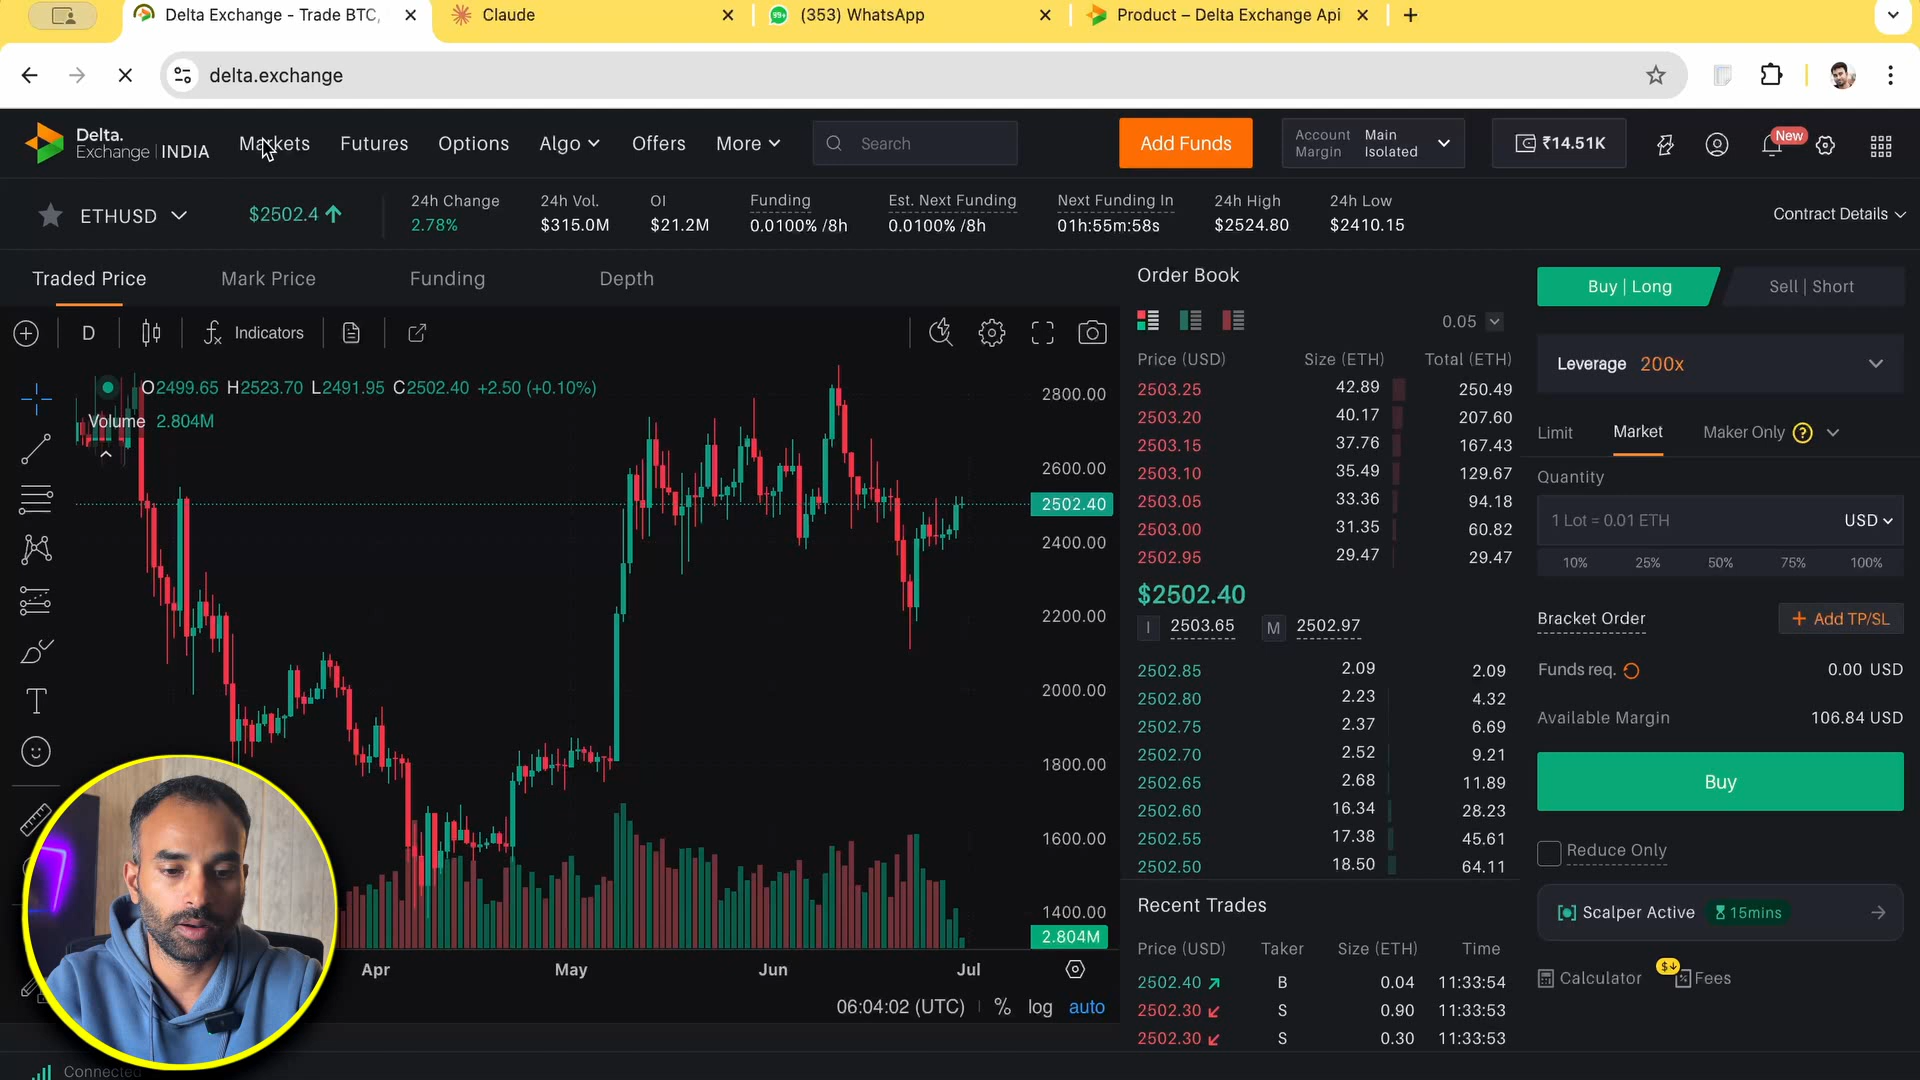 Delta Exchange - Trade BTC,
Claude
99+ (353) WhatsApp
Product – Delta Exchange Api
delta.exchange
Delta. Exchange INDIA
Markets Futures Options Algo Offers More Search
Add Funds
Account Margin Main Isolated
₹14.51K
New
ETHUSD $2502.4
24h Change 2.78%
24h Vol. $315.0M
OI $21.2M
Funding 0.0100% /8h
Est. Next Funding 0.0100% /8h
Next Funding In 01h:55m:58s
24h High $2524.80
24h Low $2410.15
Contract Details
Traded Price Mark Price Funding Depth
D Indicators
O2499.65 H2523.70 L2491.95 C2502.40 +2.50 (+0.10%)
Volume 2.804M
2800.00
2600.00
2502.40
2400.00
2200.00
2000.00
1800.00
1600.00
1400.00
2.804M
Apr May Jun Jul
06:04:02 (UTC) % log auto
Connected
Order Book
0.05
Price (USD) Size (ETH) Total (ETH)
2503.25 42.89 250.49
2503.20 40.17 207.60
2503.15 37.76 167.43
2503.10 35.49 129.67
2503.05 33.36 94.18
2503.00 31.35 60.82
2502.95 29.47 29.47
$2502.40
I 2503.65 M 2502.97
2502.85 2.09 2.09
2502.80 2.23 4.32
2502.75 2.37 6.69
2502.70 2.52 9.21
2502.65 2.68 11.89
2502.60 16.34 28.23
2502.55 17.38 45.61
2502.50 18.50 64.11
Recent Trades
Price (USD) Taker Size (ETH) Time
2502.40 B 0.04 11:33:54
2502.30 S 0.90 11:33:53
2502.30 S 0.30 11:33:53
Buy | Long Sell | Short
Leverage 200x
Limit Market Maker Only ?
Quantity
1 Lot = 0.01 ETH USD
10% 25% 50% 75% 100%
Bracket Order + Add TP/SL
Funds req. 0.00 USD
Available Margin 106.84 USD
Buy
Reduce Only
Scalper Active 15mins
Calculator $ Fees